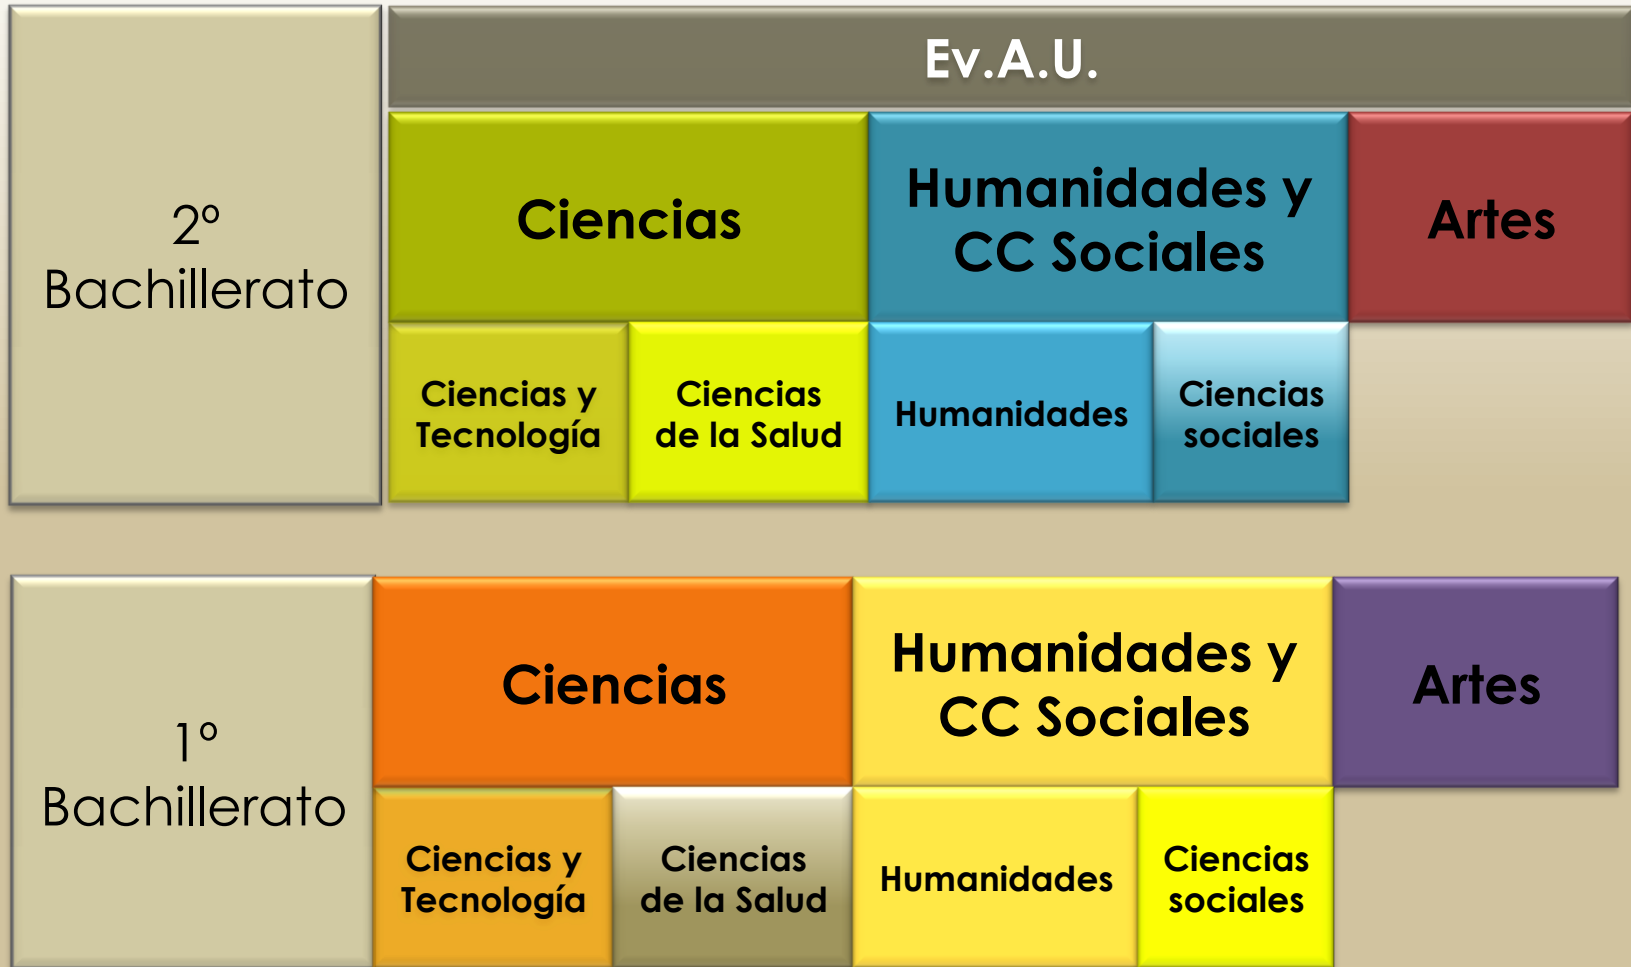 Ev.A.U.
2º
Bachillerato
Ciencias
Humanidades y
CC Sociales
Artes
Ciencias y
Tecnología
Ciencias
de la Salud
Humanidades
Ciencias
sociales
1º
Bachillerato
Ciencias
Humanidades y
CC Sociales
Artes
Ciencias y
Tecnología
Ciencias
de la Salud
Humanidades
Ciencias
sociales